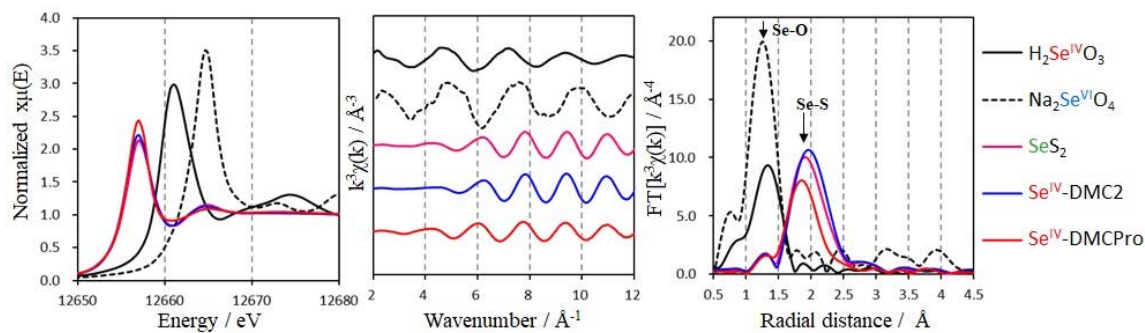 Normalized xµ(E)
4.0
3.5
3.0
2.5
2.0
1.5
1.0
0.5
0.0
12650 12660 12670 12680
Energy / eV
k³χ(k) / Å⁻³
2 4 6 8 10 12
Wavenumber / Å⁻¹
FT[k³χ(k)] / Å⁻⁴
20.0
15.0
10.0
5.0
0.0
Se-O
Se-S
0.5 1 1.5 2 2.5 3 3.5 4 4.5
Radial distance / Å
H₂SeᴵⱽO₃
Na₂SeⱽᴵO₄
SeS₂
Seᴵⱽ-DMC2
Seᴵⱽ-DMCPro